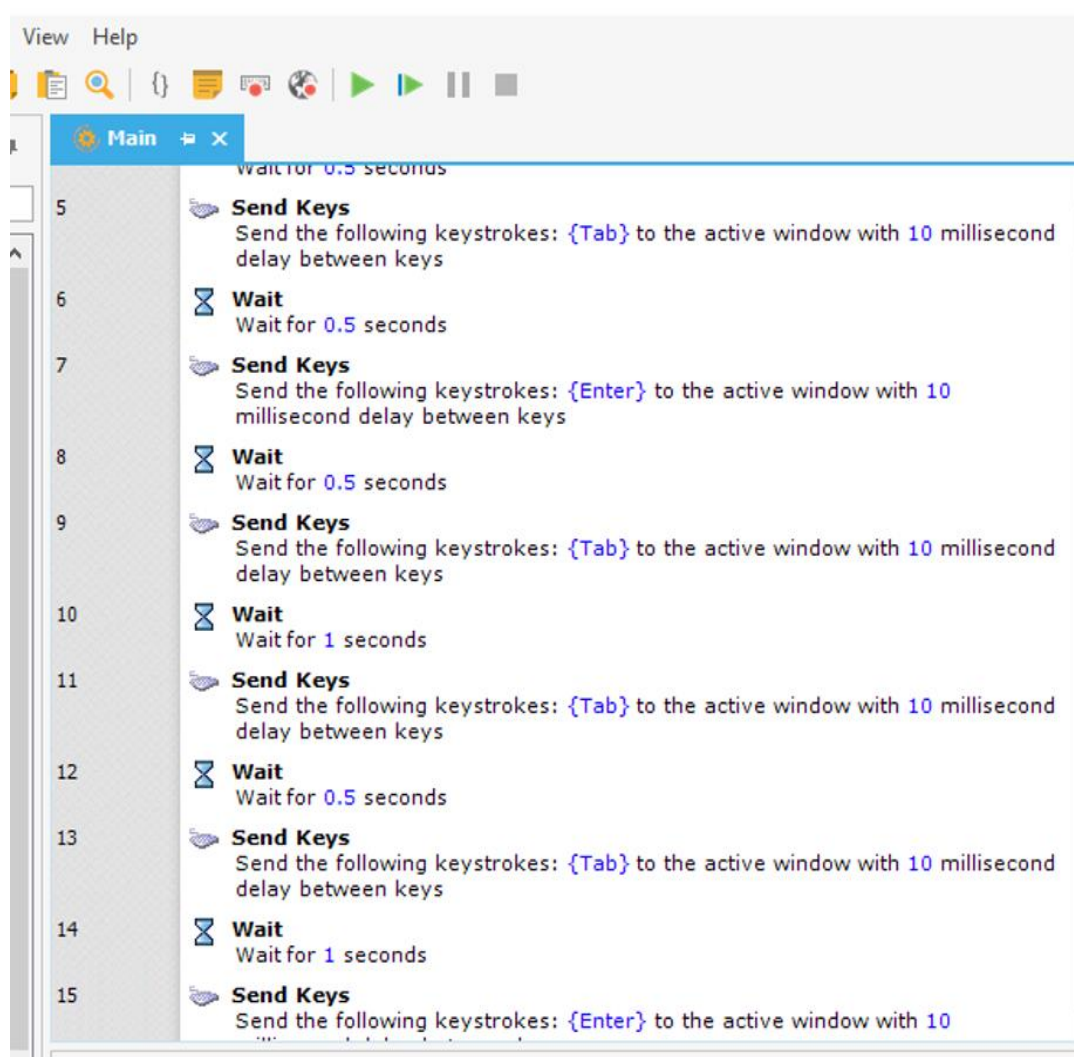 View Help
{}
Main
Wait for 0.5 seconds
5 Send Keys
Send the following keystrokes: {Tab} to the active window with 10 millisecond
delay between keys
6 Wait
Wait for 0.5 seconds
7 Send Keys
Send the following keystrokes: {Enter} to the active window with 10
millisecond delay between keys
8 Wait
Wait for 0.5 seconds
9 Send Keys
Send the following keystrokes: {Tab} to the active window with 10 millisecond
delay between keys
10 Wait
Wait for 1 seconds
11 Send Keys
Send the following keystrokes: {Tab} to the active window with 10 millisecond
delay between keys
12 Wait
Wait for 0.5 seconds
13 Send Keys
Send the following keystrokes: {Tab} to the active window with 10 millisecond
delay between keys
14 Wait
Wait for 1 seconds
15 Send Keys
Send the following keystrokes: {Enter} to the active window with 10